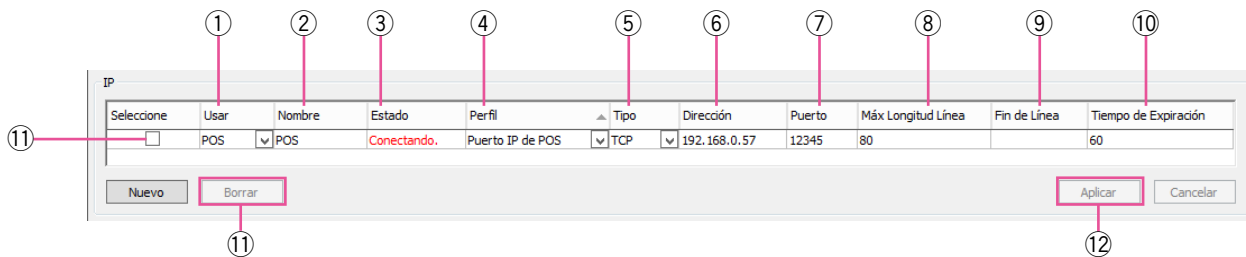 ① ② ③ ④ ⑤ ⑥ ⑦ ⑧ ⑨ ⑩
IP
Seleccione Usar Nombre Estado Perfil Tipo Dirección Puerto Máx Longitud Línea Fin de Línea Tiempo de Expiración
⑪ POS POS Conectando. Puerto IP de POS TCP 192.168.0.57 12345 80 60
Nuevo Borrar Aplicar Cancelar
⑪ ⑫